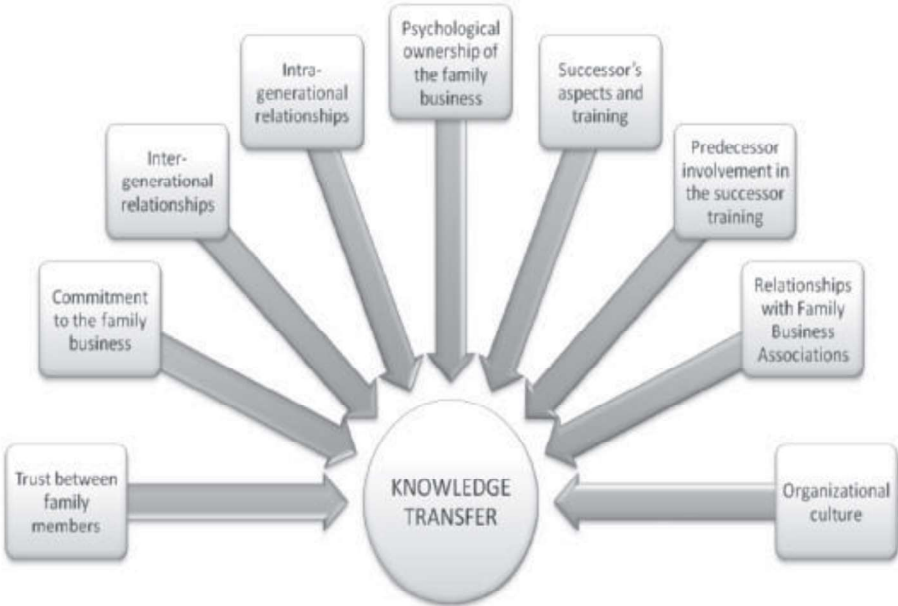 Psychological
ownership of
the family
business
Intra-
generational
relationships
Successor's
aspects and
training
Inter-
generational
relationships
Predecessor
involvement in
the successor
training
Commitment
to the family
business
Relationships
with Family
Business
Associations
Trust between
family
members
KNOWLEDGE
TRANSFER
Organizational
culture